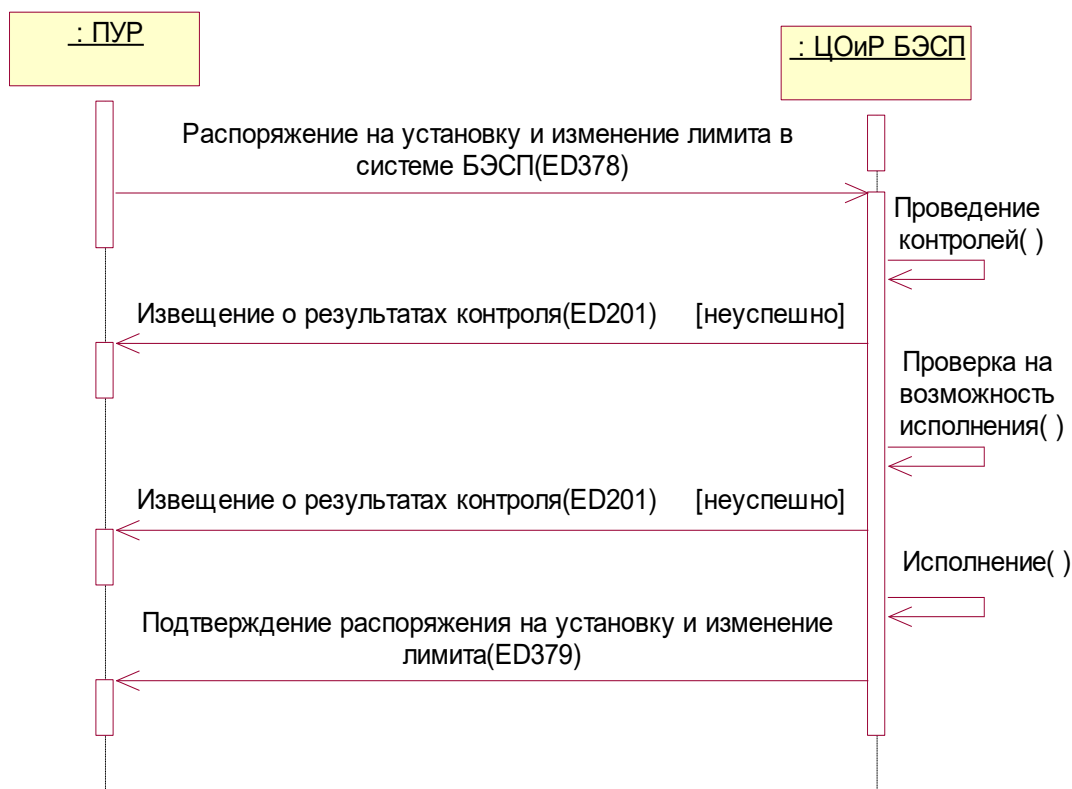 : ПУР
: ЦОиР БЭСП
Распоряжение на установку и изменение лимита в
системе БЭСП(ED378)
Проведение
контролей( )
Извещение о результатах контроля(ED201) [неуспешно]
Проверка на
возможность
исполнения( )
Извещение о результатах контроля(ED201) [неуспешно]
Исполнение( )
Подтверждение распоряжения на установку и изменение
лимита(ED379)